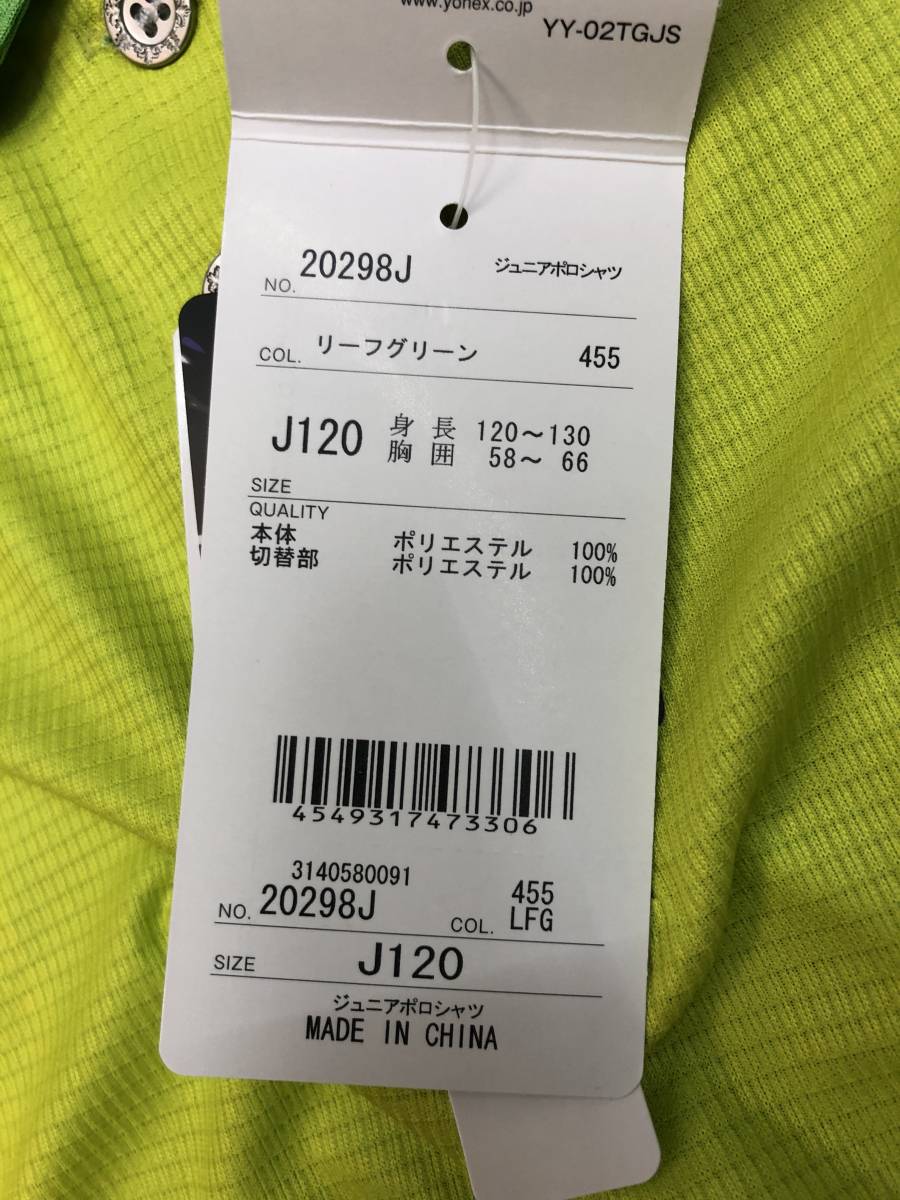 www.yonex.co.jp
YY-02TGJS
NO. 20298J ジュニアポロシャツ
COL. リーフグリーン 455
J120 身長 120～130
胸囲 58～ 66
SIZE
QUALITY
本体 ポリエステル 100%
切替部 ポリエステル 100%
4549317473306
3140580091
NO. 20298J COL. 455
LFG
SIZE J120
ジュニアポロシャツ
MADE IN CHINA